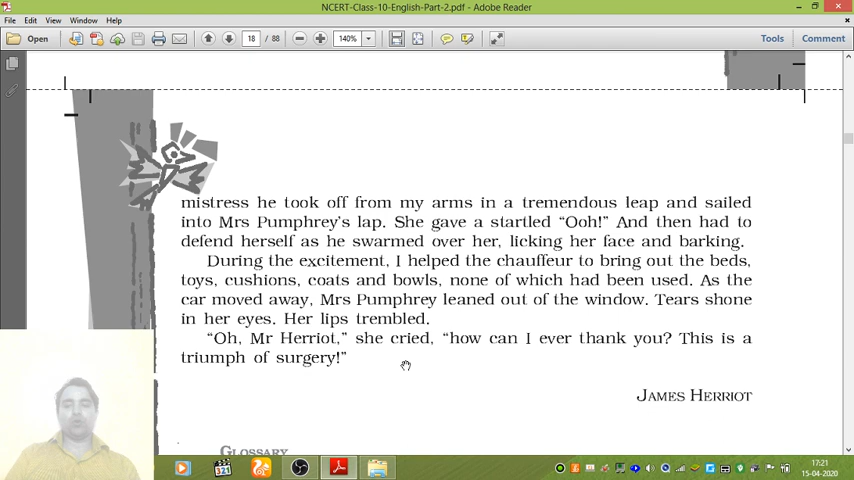 NCERT-Class-10-English-Part-2.pdf - Adobe Reader
File Edit View Window Help
Open 18 / 88 140% Tools Comment
mistress he took off from my arms in a tremendous leap and sailed
into Mrs Pumphrey's lap. She gave a startled “Ooh!” And then had to
defend herself as he swarmed over her, licking her face and barking.
During the excitement, I helped the chauffeur to bring out the beds,
toys, cushions, coats and bowls, none of which had been used. As the
car moved away, Mrs Pumphrey leaned out of the window. Tears shone
in her eyes. Her lips trembled.
“Oh, Mr Herriot,” she cried, “how can I ever thank you? This is a
triumph of surgery!”
JAMES HERRIOT
GLOSSARY
321
17:21
15-04-2020